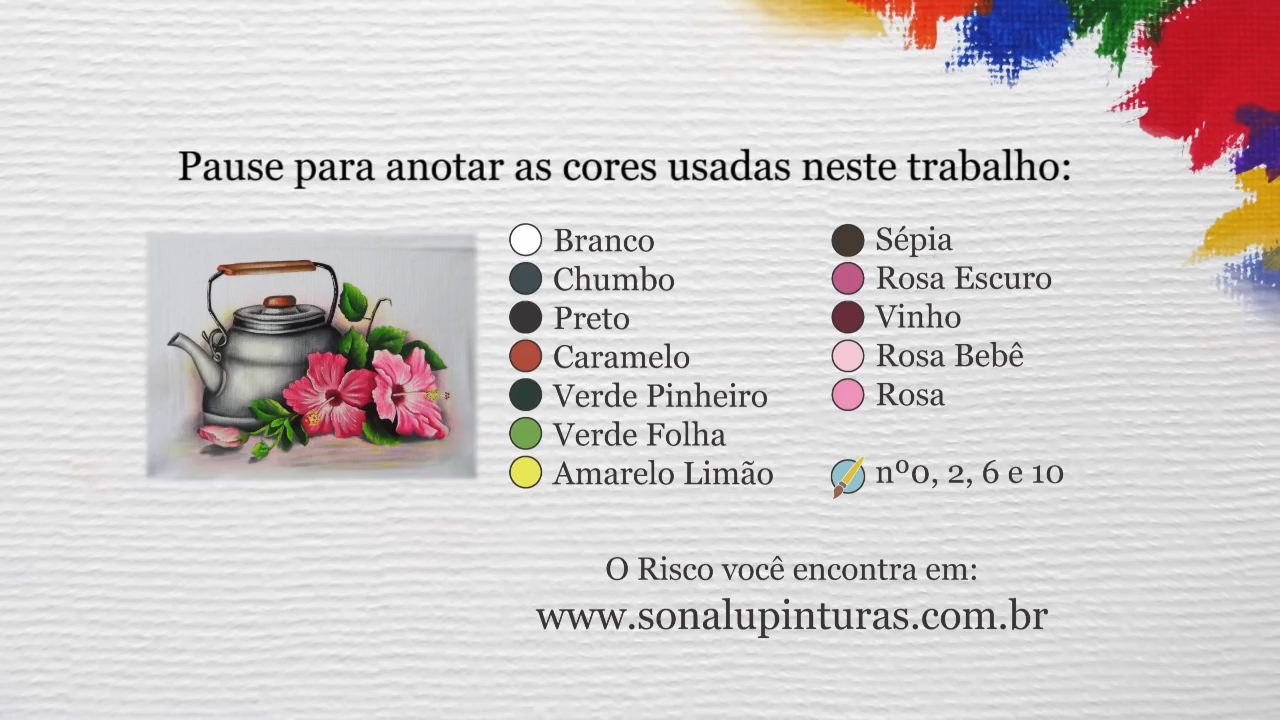 Pause para anotar as cores usadas neste trabalho:
Branco
Chumbo
Preto
Caramelo
Verde Pinheiro
Verde Folha
Amarelo Limão
Sépia
Rosa Escuro
Vinho
Rosa Bebê
Rosa
nº0, 2, 6 e 10
O Risco você encontra em:
www.sonalupinturas.com.br